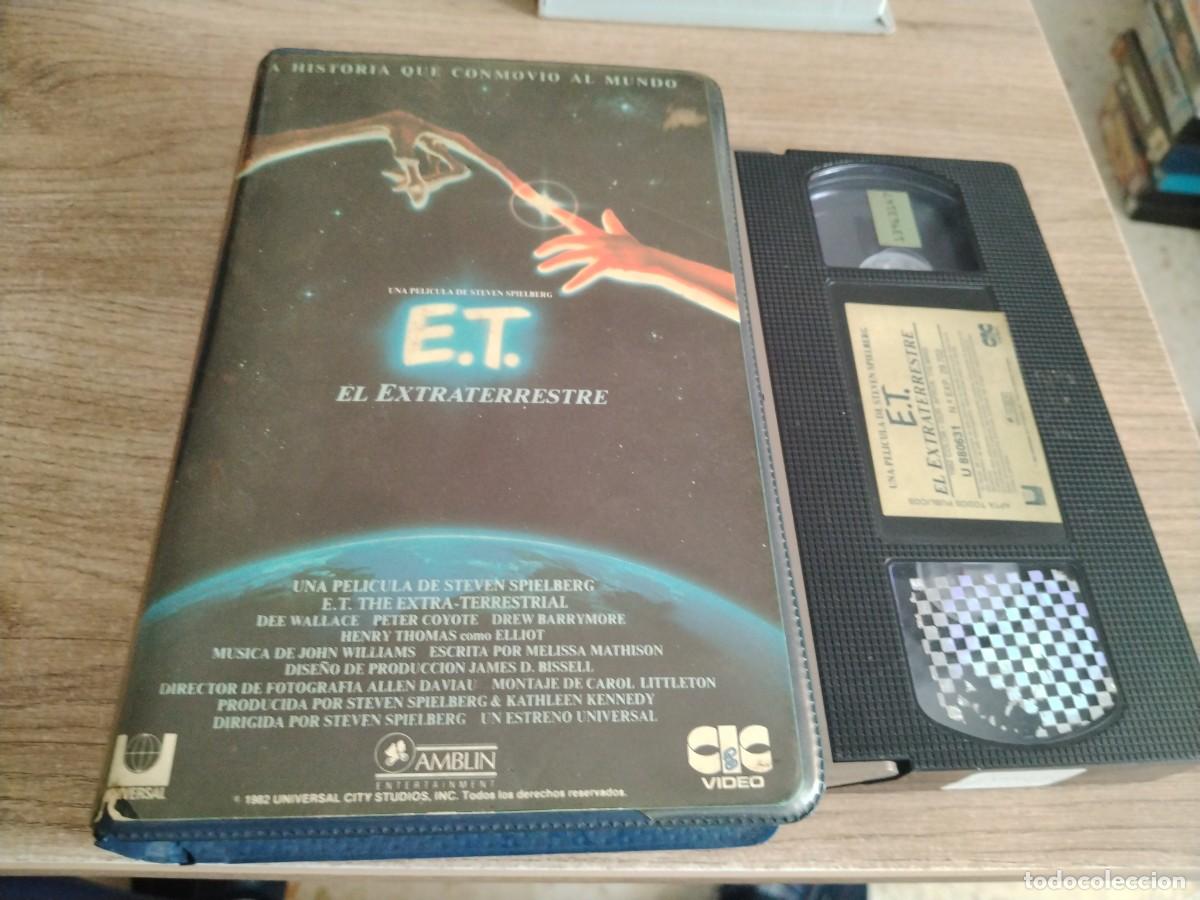 A HISTORIA QUE CONMOVIO AL MUNDO
UNA PELICULA DE STEVEN SPIELBERG
E.T.
EL EXTRATERRESTRE
UNA PELICULA DE STEVEN SPIELBERG
E.T. THE EXTRA-TERRESTRIAL
DEE WALLACE PETER COYOTE DREW BARRYMORE
HENRY THOMAS como ELLIOT
MUSICA DE JOHN WILLIAMS ESCRITA POR MELISSA MATHISON
DISEÑO DE PRODUCCION JAMES D. BISSELL
DIRECTOR DE FOTOGRAFIA ALLEN DAVIAU MONTAJE DE CAROL LITTLETON
PRODUCIDA POR STEVEN SPIELBERG & KATHLEEN KENNEDY
DIRIGIDA POR STEVEN SPIELBERG UN ESTRENO UNIVERSAL
UNIVERSAL
AMBLIN
ENTERTAINMENT
CIC
VIDEO
© 1982 UNIVERSAL CITY STUDIOS, INC. Todos los derechos reservados.
UNA PELICULA DE STEVEN SPIELBERG
E.T.
EL EXTRATERRESTRE
U 880631
APTA TODOS PUBLICOS
CIC
todocoleccion